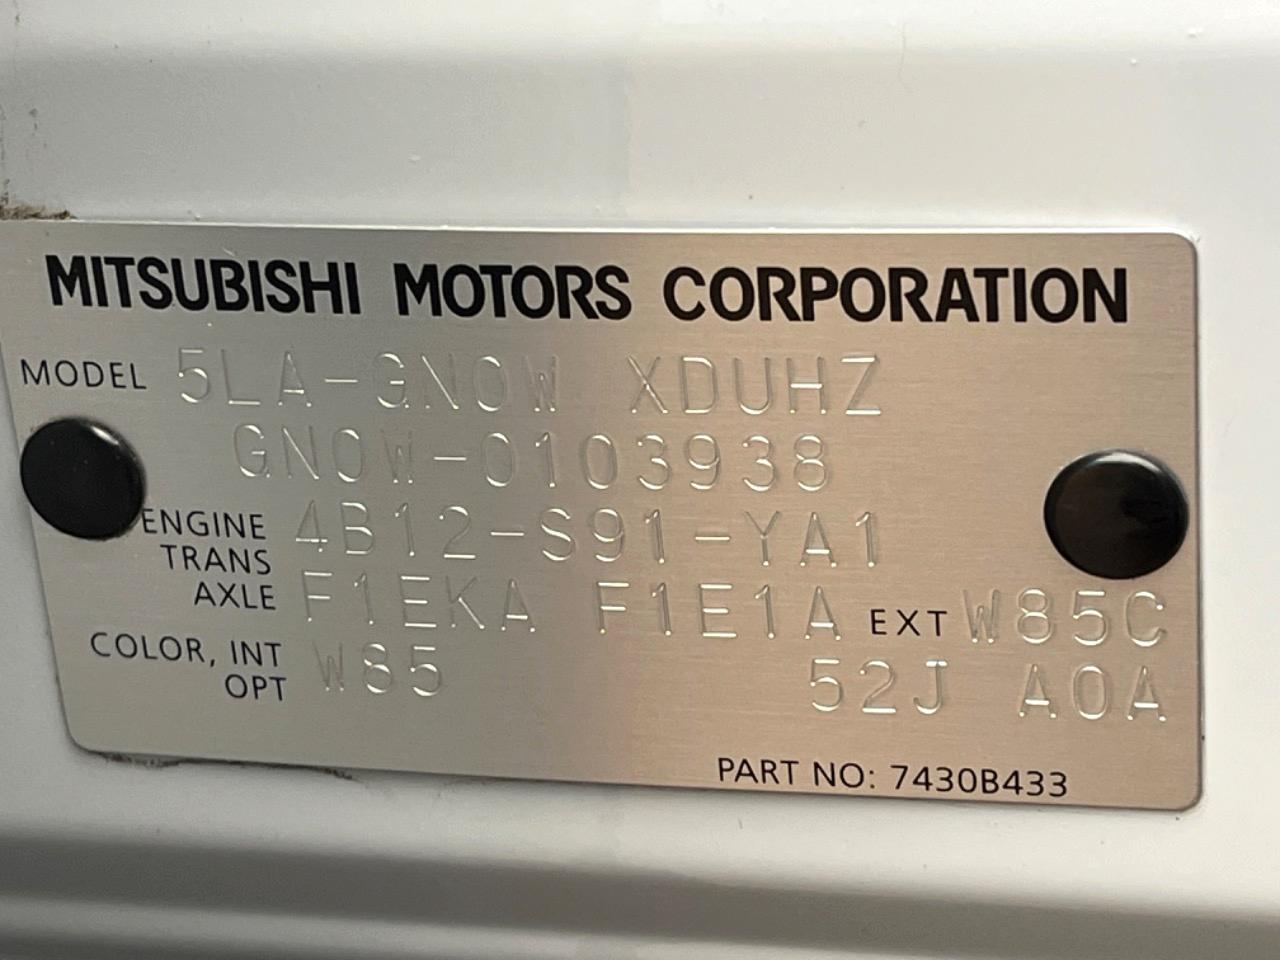 MITSUBISHI MOTORS CORPORATION
MODEL 5LA-GN0W XDUHZ
GN0W-0103938
ENGINE 4B12-S91-YA1
TRANS
AXLE F1EKA F1E1A EXT W85C
COLOR, INT W85
OPT 52J A0A
PART NO: 7430B433